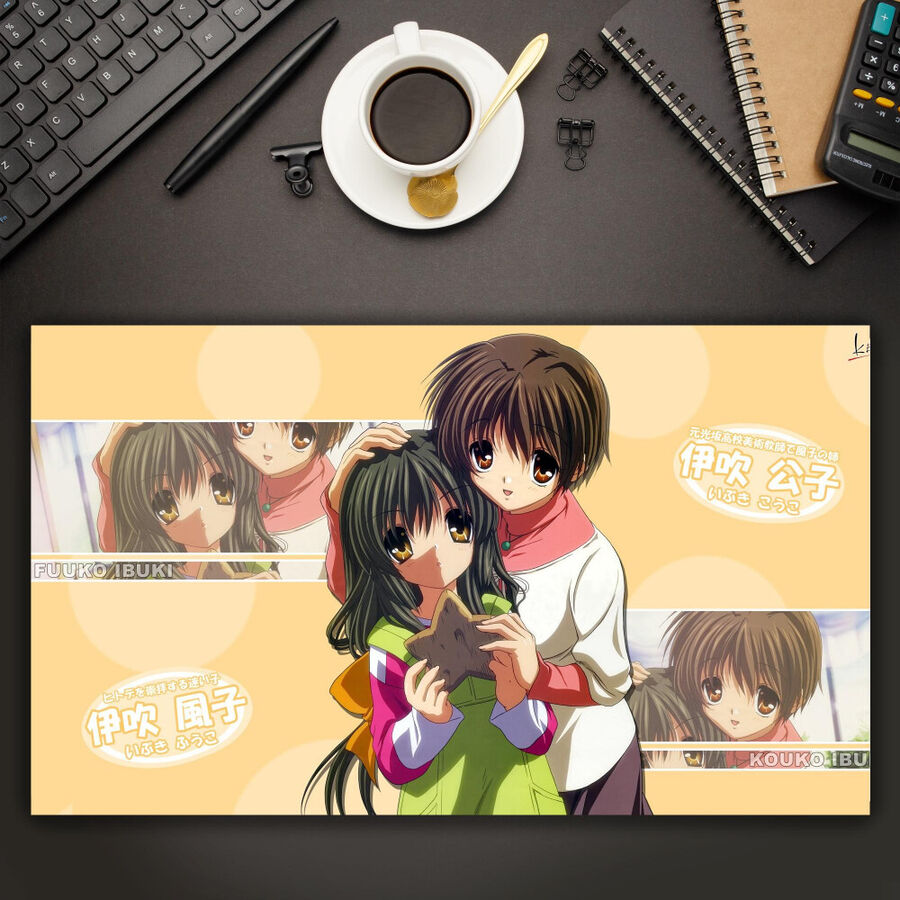 元光坂高校美術教師で風子の姉
伊吹 公子
いぶき こうこ
FUUKO IBUKI
ヒトデを崇拝する迷い子
伊吹 風子
いぶき ふうこ
KOUKO IBU